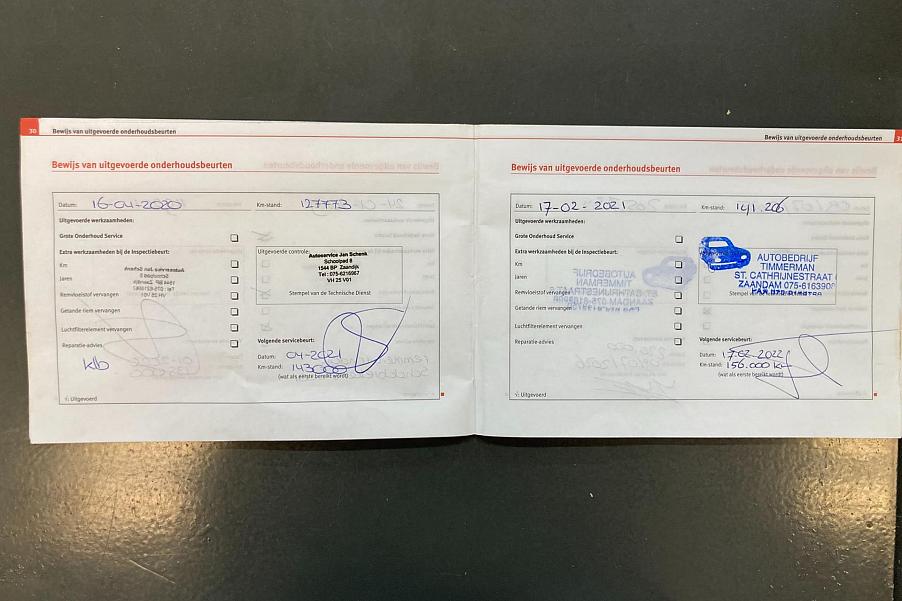 30 Bewijs van uitgevoerde onderhoudsbeurten
Bewijs van uitgevoerde onderhoudsbeurten
Datum: 16-04-2020 Km-stand: 127773
Uitgevoerde werkzaamheden:
Grote Onderhoud Service
Extra werkzaamheden bij de Inspectiebeurt:
Km
Jaren
Remvloeistof vervangen
Getande riem vervangen
Luchtfilterelement vervangen
Reparatie-advies
klb
√: Uitgevoerd
Uitgevoerde controle:
Autoservice Jan Schenk
Schoolpad 8
1544 BP Zaandijk
Tel : 075-6216967
VH 25 V01
Stempel van de Technische Dienst
Volgende servicebeurt:
Datum: 04-2021
Km-stand: 143000
(wat als eerste bereikt wordt)
Bewijs van uitgevoerde onderhoudsbeurten
Bewijs van uitgevoerde onderhoudsbeurten
Datum: 17-02-2021 Km-stand: 141.206
Uitgevoerde werkzaamheden:
Grote Onderhoud Service
Extra werkzaamheden bij de Inspectiebeurt:
Km
Jaren
Remvloeistof vervangen
Getande riem vervangen
Luchtfilterelement vervangen
Reparatie-advies:
√: Uitgevoerd
AUTOBEDRIJF
TIMMERMAN
ST. CATHRIJNESTRAAT
ZAANDAM 075-616390
Stempel van
Volgende servicebeurt:
Datum: 17-02-2022
Km-stand: 156.000 km
(wat als eerste bereikt wordt)